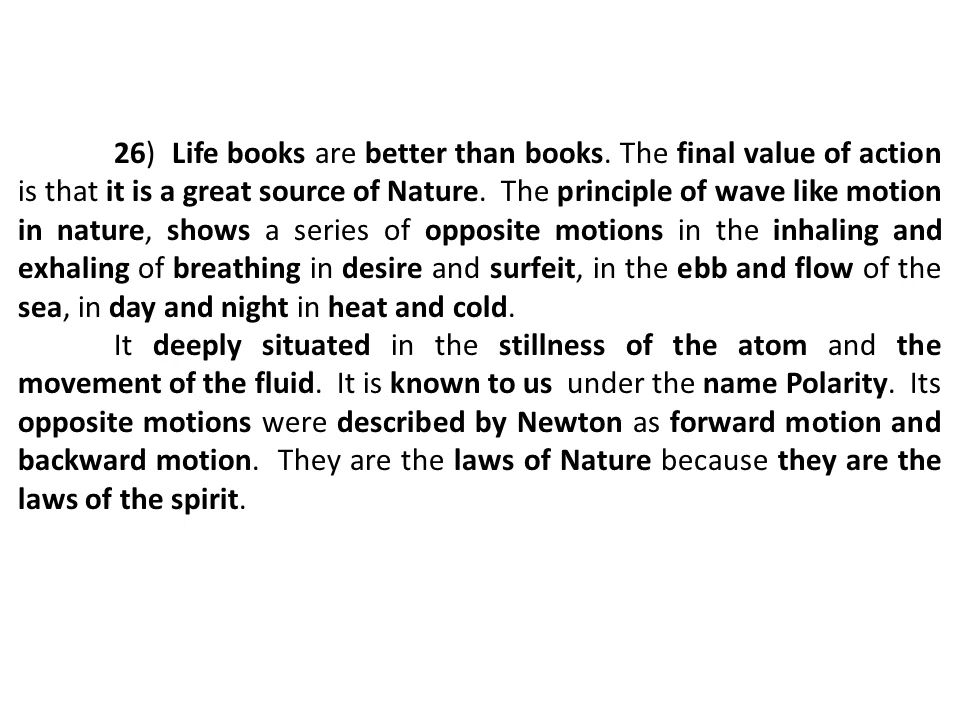 26) Life books are better than books. The final value of action
is that it is a great source of Nature. The principle of wave like motion
in nature, shows a series of opposite motions in the inhaling and
exhaling of breathing in desire and surfeit, in the ebb and flow of the
sea, in day and night in heat and cold.
It deeply situated in the stillness of the atom and the
movement of the fluid. It is known to us under the name Polarity. Its
opposite motions were described by Newton as forward motion and
backward motion. They are the laws of Nature because they are the
laws of the spirit.